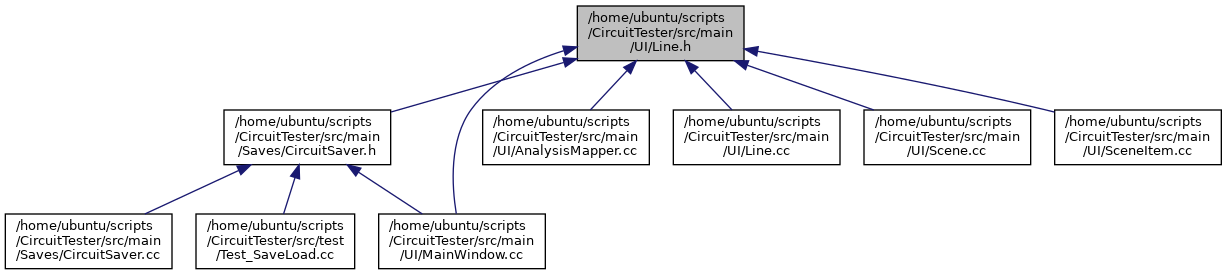 /home/ubuntu/scripts
/CircuitTester/src/main
/UI/Line.h
/home/ubuntu/scripts
/CircuitTester/src/main
/Saves/CircuitSaver.h
/home/ubuntu/scripts
/CircuitTester/src/main
/UI/AnalysisMapper.cc
/home/ubuntu/scripts
/CircuitTester/src/main
/UI/Line.cc
/home/ubuntu/scripts
/CircuitTester/src/main
/UI/Scene.cc
/home/ubuntu/scripts
/CircuitTester/src/main
/UI/SceneItem.cc
/home/ubuntu/scripts
/CircuitTester/src/main
/Saves/CircuitSaver.cc
/home/ubuntu/scripts
/CircuitTester/src/test
/Test_SaveLoad.cc
/home/ubuntu/scripts
/CircuitTester/src/main
/UI/MainWindow.cc